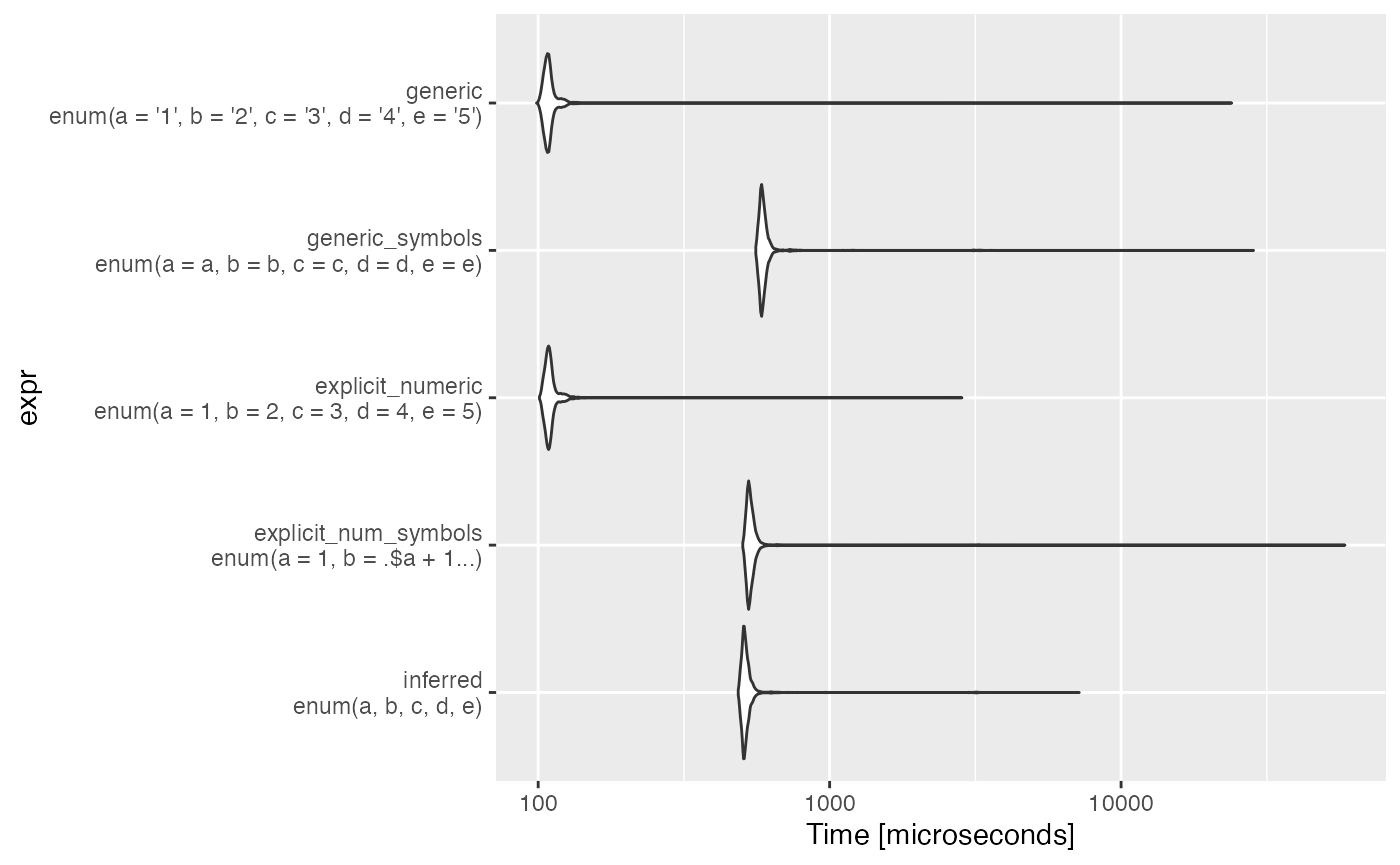 generic
enum(a = '1', b = '2', c = '3', d = '4', e = '5')
generic_symbols
enum(a = a, b = b, c = c, d = d, e = e)
explicit_numeric
enum(a = 1, b = 2, c = 3, d = 4, e = 5)
explicit_num_symbols
enum(a = 1, b = .$a + 1...)
inferred
enum(a, b, c, d, e)
expr
100 1000 10000
Time [microseconds]